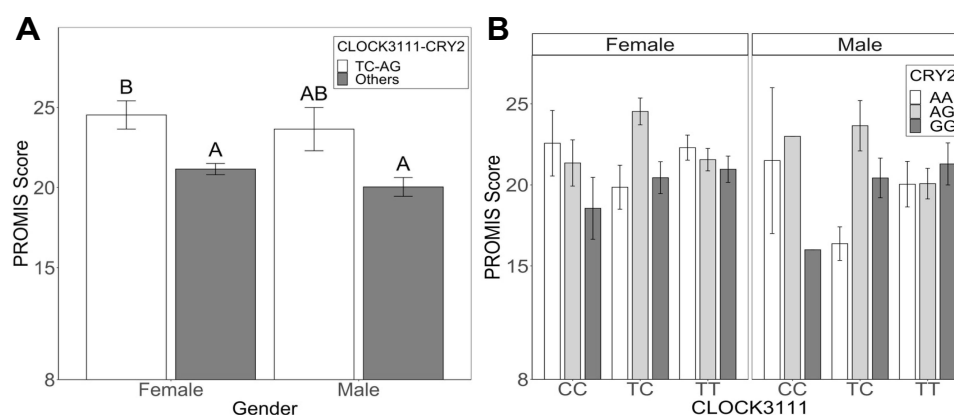 A
CLOCK3111-CRY2
TC-AG
Others
B
A
AB
A
PROMIS Score
25
20
15
8
Female
Male
Gender
B
Female
Male
CRY2
AA
AG
GG
PROMIS Score
25
20
15
8
CC
TC
TT
CC
TC
TT
CLOCK3111